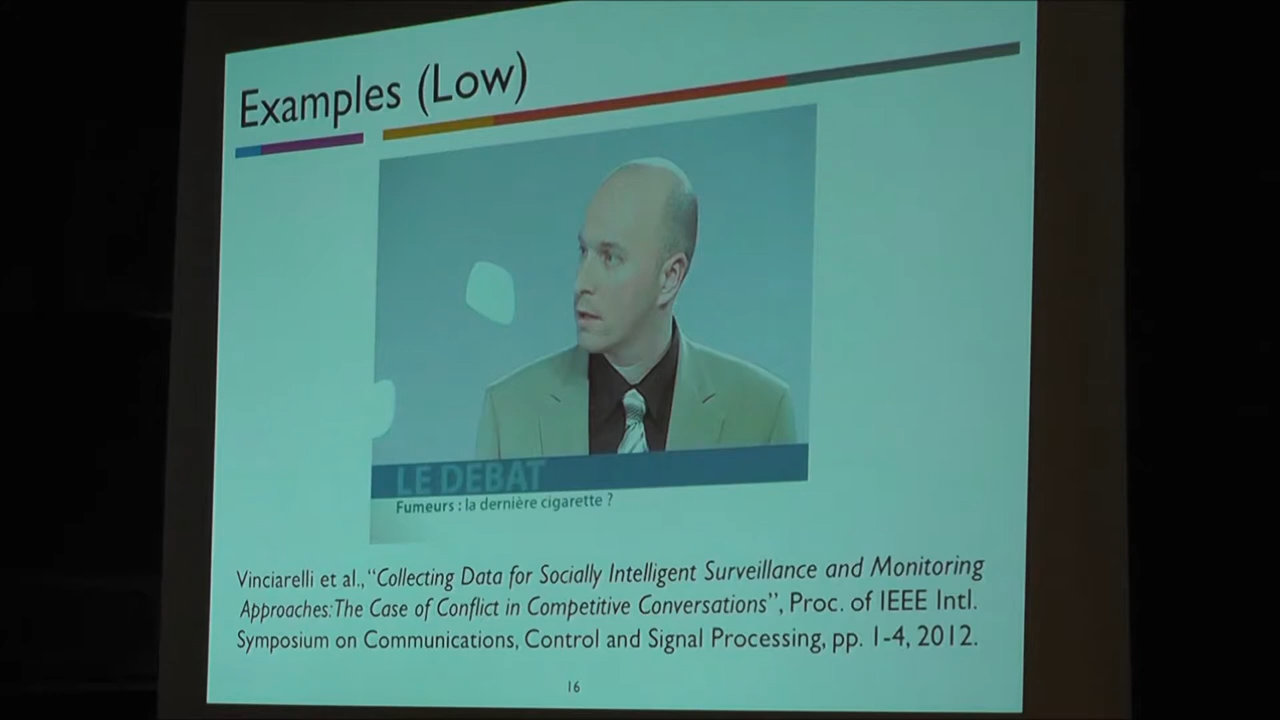 Examples (Low)
LE DEBAT
Fumeurs : la dernière cigarette ?
Vinciarelli et al., “Collecting Data for Socially Intelligent Surveillance and Monitoring
Approaches: The Case of Conflict in Competitive Conversations”, Proc. of IEEE Intl.
Symposium on Communications, Control and Signal Processing, pp. 1-4, 2012.
16